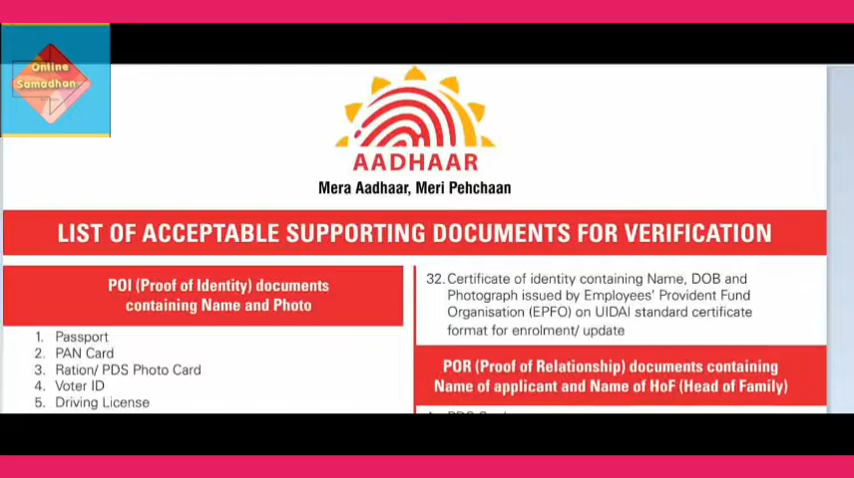 Online
Samadhan
AADHAAR
Mera Aadhaar, Meri Pehchaan
LIST OF ACCEPTABLE SUPPORTING DOCUMENTS FOR VERIFICATION
POI (Proof of Identity) documents
containing Name and Photo
1. Passport
2. PAN Card
3. Ration/ PDS Photo Card
4. Voter ID
5. Driving License
32. Certificate of identity containing Name, DOB and
Photograph issued by Employees' Provident Fund
Organisation (EPFO) on UIDAI standard certificate
format for enrolment/ update
POR (Proof of Relationship) documents containing
Name of applicant and Name of HoF (Head of Family)